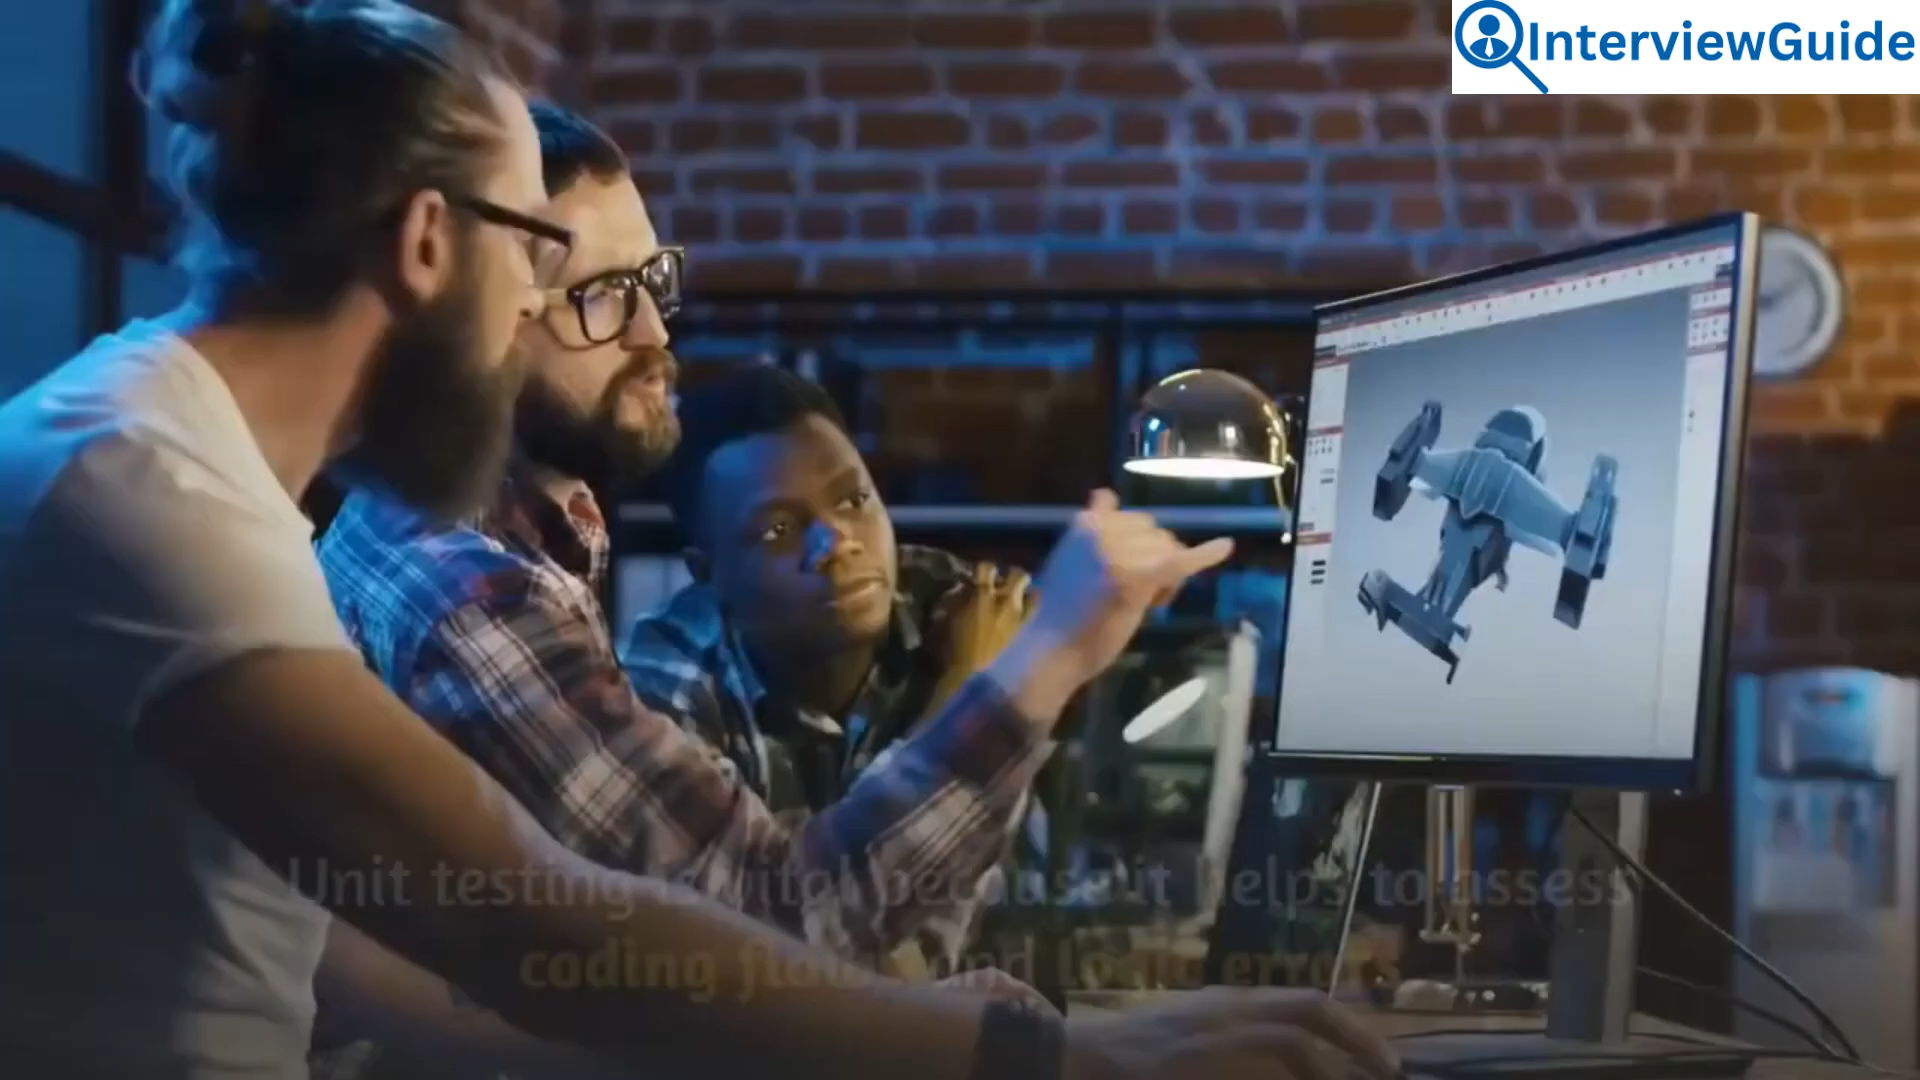 InterviewGuide
Unit testing is vital because it helps to assess
coding flaws and logic errors